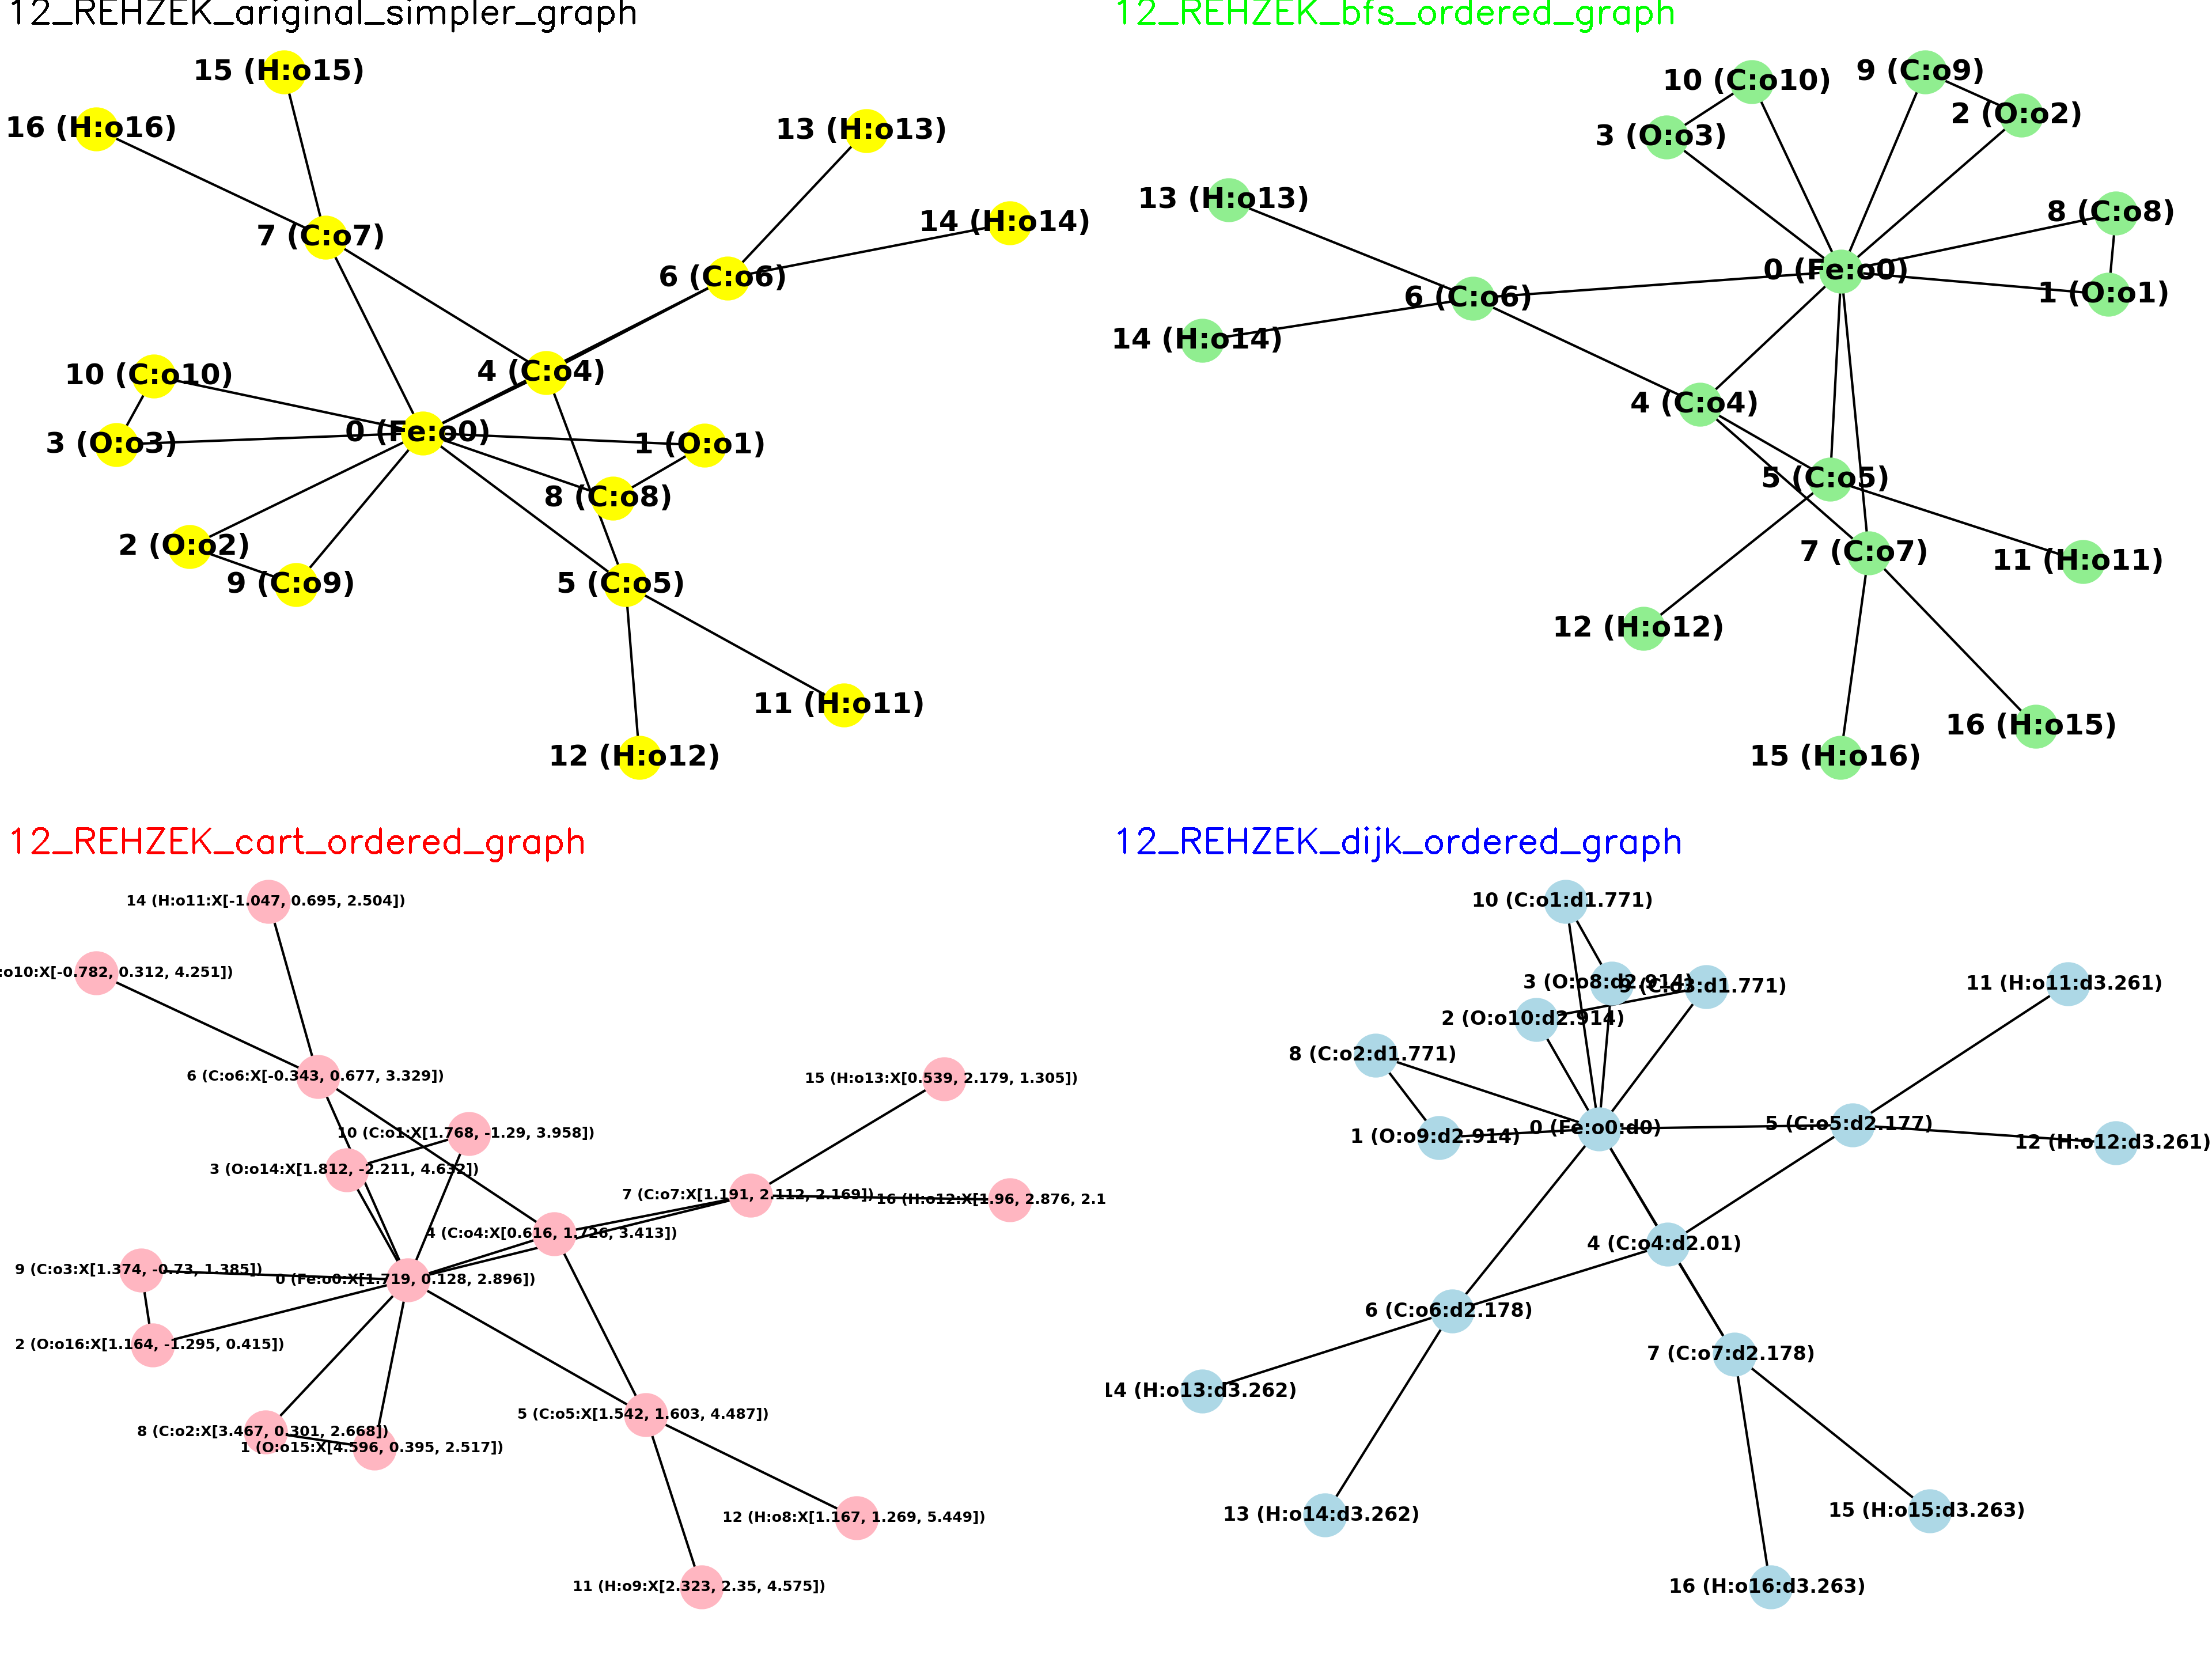 12_REHZEK_ariginal_simpler_graph
15 (H:o15)
16 (H:o16)
13 (H:o13)
14 (H:o14)
7 (C:o7)
6 (C:o6)
10 (C:o10)
4 (C:o4)
3 (O:o3)
0 (Fe:o0)
1 (O:o1)
8 (C:o8)
2 (O:o2)
9 (C:o9)
5 (C:o5)
11 (H:o11)
12 (H:o12)
12_REHZEK_bfs_ordered_graph
10 (C:o10)
9 (C:o9)
3 (O:o3)
2 (O:o2)
13 (H:o13)
8 (C:o8)
0 (Fe:o0)
6 (C:o6)
1 (O:o1)
14 (H:o14)
4 (C:o4)
5 (C:o5)
7 (C:o7)
11 (H:o11)
12 (H:o12)
15 (H:o16)
16 (H:o15)
12_REHZEK_cart_ordered_graph
14 (H:o11:X[-1.047, 0.695, 2.504])
:o10:X[-0.782, 0.312, 4.251])
6 (C:o6:X[-0.343, 0.677, 3.329])
15 (H:o13:X[0.539, 2.179, 1.305])
10 (C:o1:X[1.768, -1.29, 3.958])
3 (O:o14:X[1.812, -2.211, 4.632])
7 (C:o7:X[1.191, 2.112, 2.169])
16 (H:o12:X[1.96, 2.876, 2.1
4 (C:o4:X[0.616, 1.726, 3.413])
9 (C:o3:X[1.374, -0.73, 1.385])
0 (Fe:o0:X[1.719, 0.128, 2.896])
2 (O:o16:X[1.164, -1.295, 0.415])
5 (C:o5:X[1.542, 1.603, 4.487])
8 (C:o2:X[3.467, 0.301, 2.668])
1 (O:o15:X[4.596, 0.395, 2.517])
12 (H:o8:X[1.167, 1.269, 5.449])
11 (H:o9:X[2.323, 2.35, 4.575])
12_REHZEK_dijk_ordered_graph
10 (C:o1:d1.771)
3 (O:o8:d2.914)
9 (C:o3:d1.771)
11 (H:o11:d3.261)
2 (O:o10:d2.914)
8 (C:o2:d1.771)
1 (O:o9:d2.914)
0 (Fe:o0:d0)
5 (C:o5:d2.177)
12 (H:o12:d3.261)
4 (C:o4:d2.01)
6 (C:o6:d2.178)
7 (C:o7:d2.178)
14 (H:o13:d3.262)
13 (H:o14:d3.262)
15 (H:o15:d3.263)
16 (H:o16:d3.263)